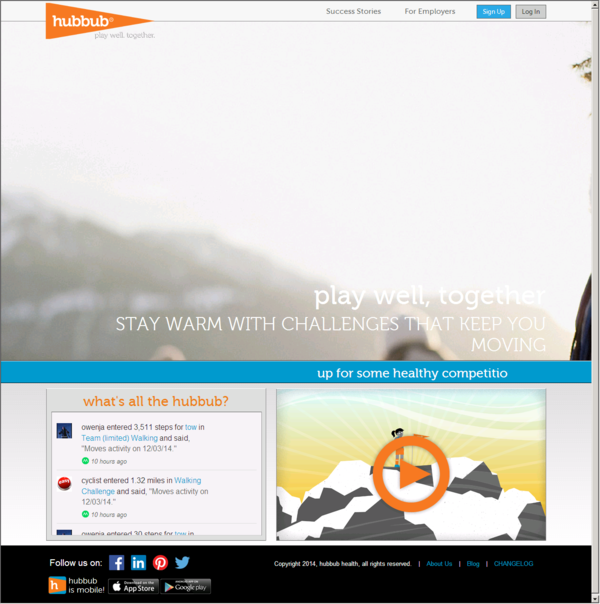 hubbub®
play well. together.
Success Stories
For Employers
Sign Up
Log In
play well, together
STAY WARM WITH CHALLENGES THAT KEEP YOU
MOVING
up for some healthy competitio
what's all the hubbub?
owenja entered 3,511 steps for tow in
Team (limited) Walking and said,
"Moves activity on 12/03/14."
10 hours ago
cyclist entered 1.32 miles in Walking
Challenge and said, "Moves activity on
12/03/14."
10 hours ago
owenja entered 30 steps for tow in
Follow us on:
hubbub
is mobile!
App Store
Google play
Copyright 2014, hubbub health, all rights reserved. | About Us | Blog | CHANGELOG